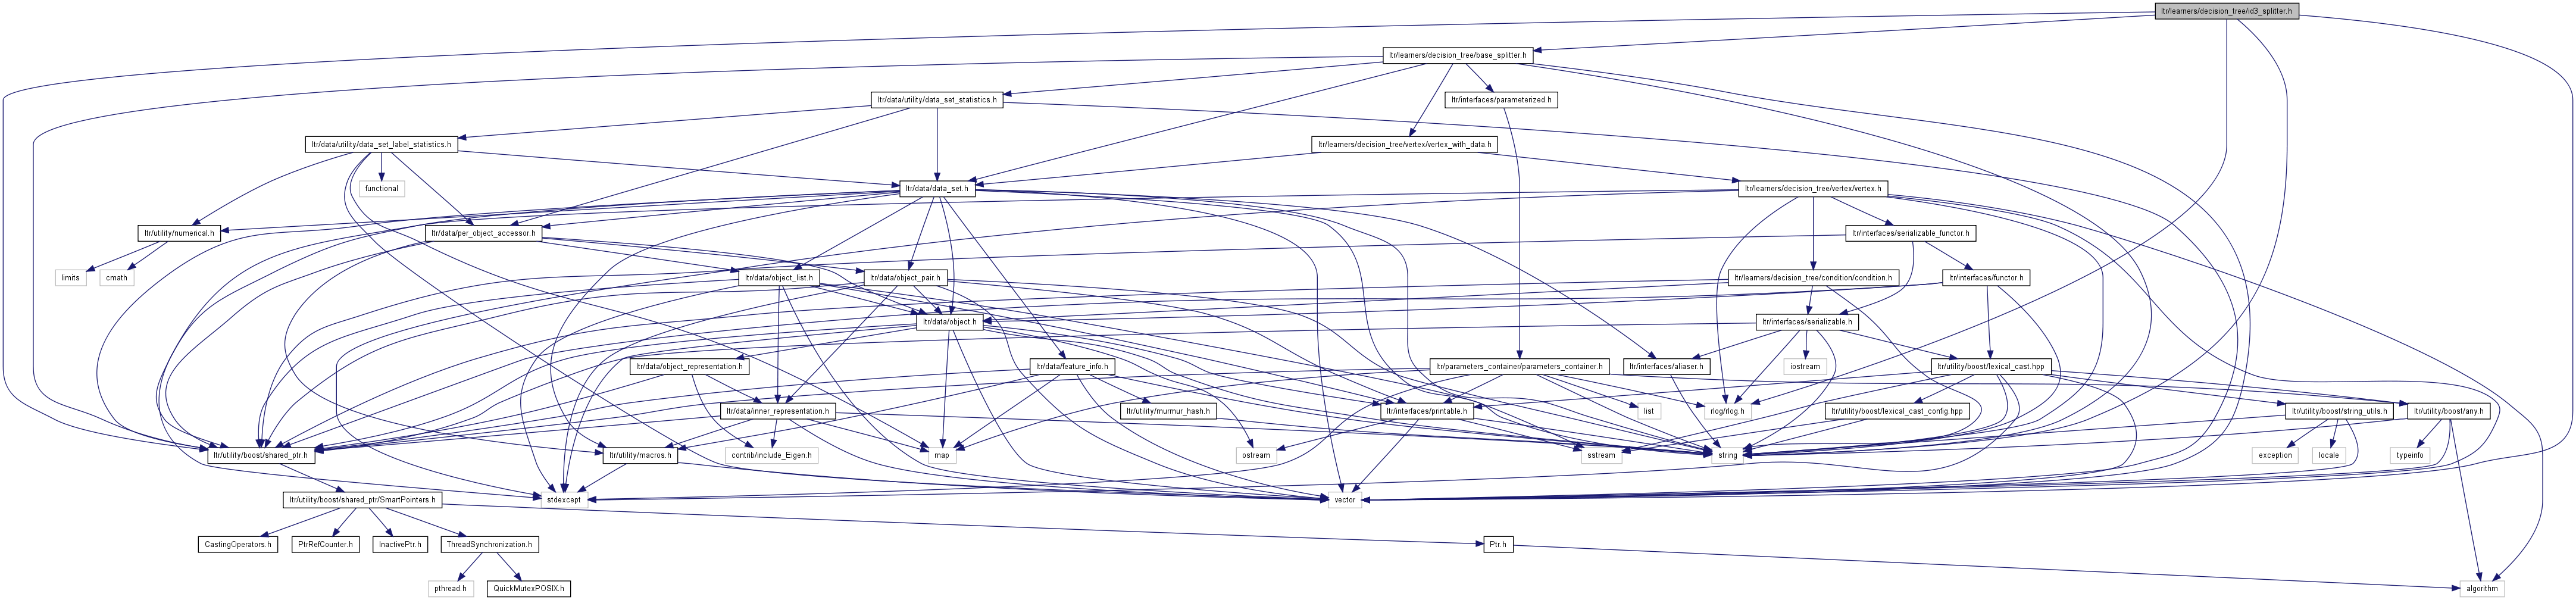 ltr/learners/decision_tree/id3_splitter.h
ltr/learners/decision_tree/base_splitter.h
ltr/data/utility/data_set_statistics.h
ltr/interfaces/parameterized.h
ltr/data/utility/data_set_label_statistics.h
ltr/learners/decision_tree/vertex/vertex_with_data.h
functional
ltr/data/data_set.h
ltr/learners/decision_tree/vertex/vertex.h
ltr/utility/numerical.h
ltr/data/per_object_accessor.h
ltr/interfaces/serializable_functor.h
limits
cmath
ltr/data/object_list.h
ltr/data/object_pair.h
ltr/learners/decision_tree/condition/condition.h
ltr/interfaces/functor.h
ltr/data/object.h
ltr/interfaces/serializable.h
ltr/data/object_representation.h
ltr/data/feature_info.h
ltr/parameters_container/parameters_container.h
ltr/interfaces/aliaser.h
iostream
ltr/utility/boost/lexical_cast.hpp
ltr/data/inner_representation.h
ltr/utility/murmur_hash.h
ltr/interfaces/printable.h
list
rlog/rlog.h
ltr/utility/boost/lexical_cast_config.hpp
ltr/utility/boost/string_utils.h
ltr/utility/boost/any.h
ltr/utility/boost/shared_ptr.h
ltr/utility/macros.h
contrib/include_Eigen.h
map
ostream
sstream
string
exception
locale
typeinfo
ltr/utility/boost/shared_ptr/SmartPointers.h
stdexcept
vector
CastingOperators.h
PtrRefCounter.h
InactivePtr.h
ThreadSynchronization.h
Ptr.h
pthread.h
QuickMutexPOSIX.h
algorithm